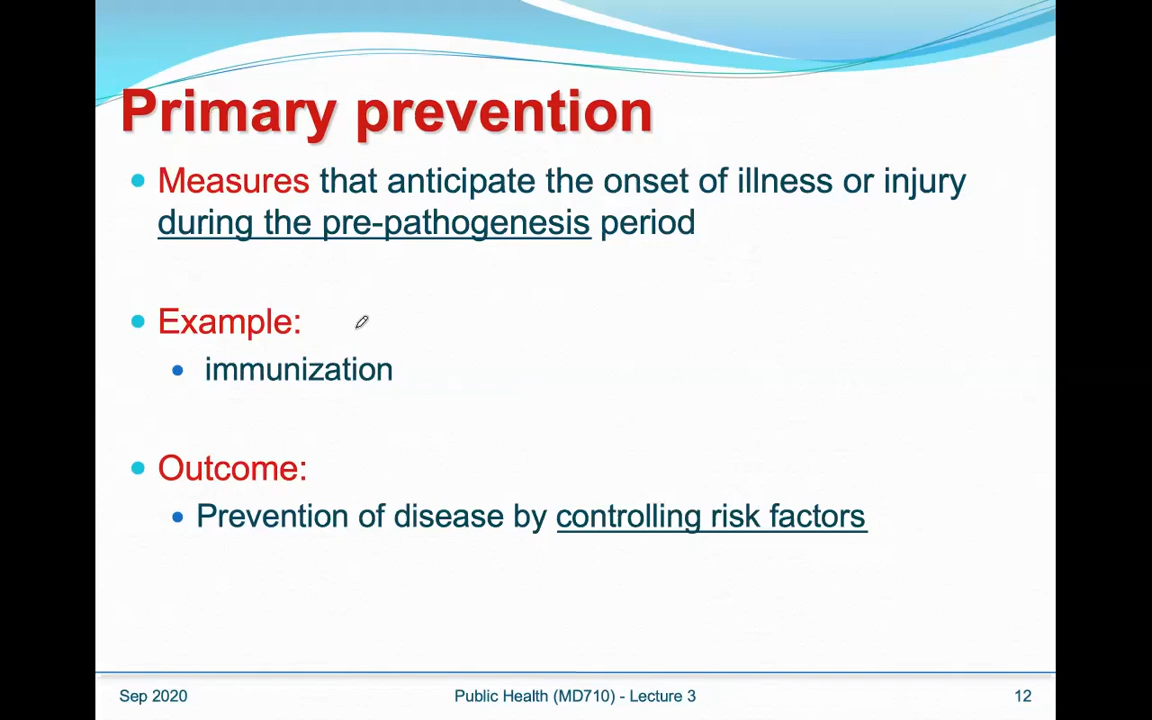 Primary prevention
• Measures that anticipate the onset of illness or injury
during the pre-pathogenesis period
• Example:
• immunization
• Outcome:
• Prevention of disease by controlling risk factors
Sep 2020 Public Health (MD710) - Lecture 3 12